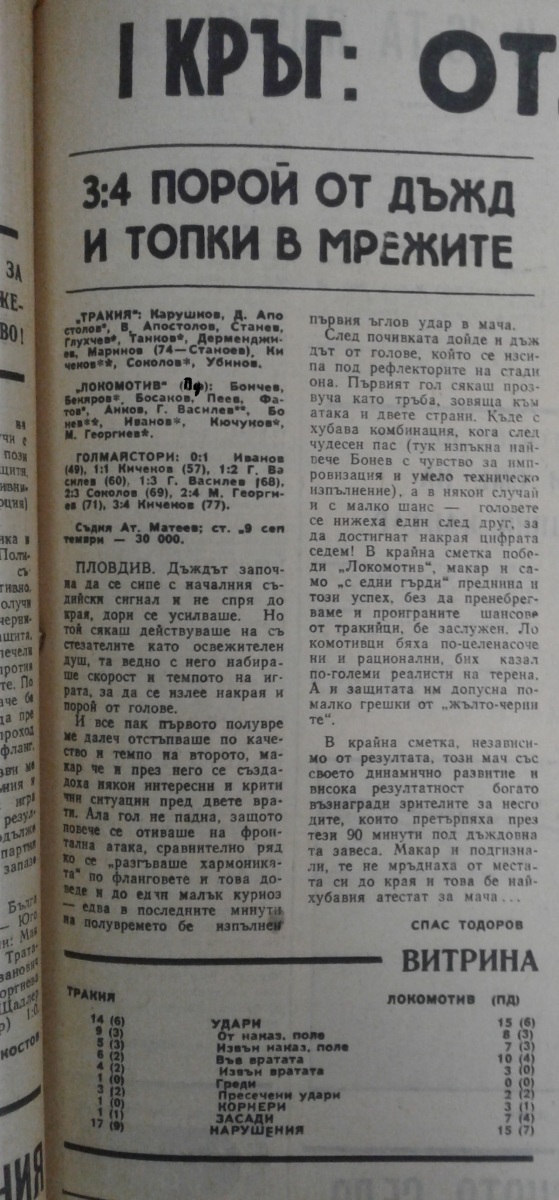 I КРЪГ: ОТ
3:4 ПОРОЙ ОТ ДЪЖД
И ТОПКИ В МРЕЖИТЕ
„ТРАКИЯ": Карушков, Д. Апо
столов*, В. Апостолов, Станев,
Глухчев*, Танков*, Дерменджи-
ев, Маринов (74—Станоев), Ки
ченков**, Соколов*, Убинов.
„ЛОКОМОТИВ" (Пд): Бончев,
Беняров*, Босанов, Пеев, Фа-
тов*, Анков, Г. Василев**, Бо
нев**, Иванов*, Кючуков*,
М. Георгиев*.
ГОЛМАЙСТОРИ: 0:1 Иванов
(49), 1:1 Киченков (57), 1:2 Г. Ва
силев (60), 1:3 Г. Василев (68),
2:3 Соколов (69), 2:4 М. Георги-
ев (71), 3:4 Киченков (77).
Съдия Ат. Матеев; ст. „9 сеп
тември — 30 000.
ПЛОВДИВ. Дъждът започ-
на да се сипе с началния съ-
дийски сигнал и не спря до
края, дори се усилваше. Но
той сякаш действуваше на съ
стезателите като освежителен
душ, та ведно с него набира-
ше скорост и темпото на иг-
рата, за да се излее накрая и
порой от голове.
И все пак първото полувре
ме далеч отстъпваше по каче-
ство и темпо на второто, ма-
кар че и през него се създа-
доха някои интересни и крити
чни ситуации пред двете вра-
ти. Ала гол не падна, защото
повече се отиваше на фрон-
тална атака, сравнително ряд
ко се „разгъваше хармоника-
та" по фланговете и това до-
веде и до един малък куриоз
— едва в последните минути
на полувремето бе изпълнен
първия ъглов удар в мача.
След почивката дойде и дъж
дът от голове, който се изси-
па под рефлекторите на стади
она. Първият гол сякаш проз-
вуча като тръба, зовяща към
атака и двете страни. Къде с
хубава комбинация, кога след
чудесен пас (тук изпъкна най-
вече Бонев с чувство за им-
ровизация и умело техническо
изпълнение), а в някои случай
и с малко шанс — головете
се нижеха един след друг, за
да достигнат накрая цифрата
седем! В крайна сметка побе-
ди „Локомотив", макар и са-
мо „с едни гърди" преднина и
този успех, без да пренебрег-
ваме и проиграните шансове
от тракийци, бе заслужен. Ло
комотивци бяха по-целенасоче
ни и рационални, бих казал
по-големи реалисти на терена.
А и защитата им допусна по-
малко грешки от „жълто-черни
те".
В крайна сметка, независи-
мо от резултата, този мач със
своето динамично развитие и
висока резултатност богато
възнагради зрителите за несго
дите, които претърпяха през
тези 90 минути под дъждовна
та завеса. Макар и подгизна-
ли, те не мръднаха от места-
та си до края и това бе най-
хубавия атестат за мача...
СПАС ТОДОРОВ
ВИТРИНА
ТРАКИЯ ЛОКОМОТИВ (ПД)
14 (6) УДАРИ 15 (6)
9 (3) От наказ. поле 8 (3)
5 (3) Извън наказ. поле 7 (3)
6 (2) Във вратата 10 (4)
4 (2) Извън вратата 3 (0)
1 (0) Греди 0 (0)
3 (2) Пресечени удари 2 (2)
1 (0) КОРНЕРИ 3 (1)
1 (1) ЗАСАДИ 7 (4)
17 (9) НАРУШЕНИЯ 15 (7)